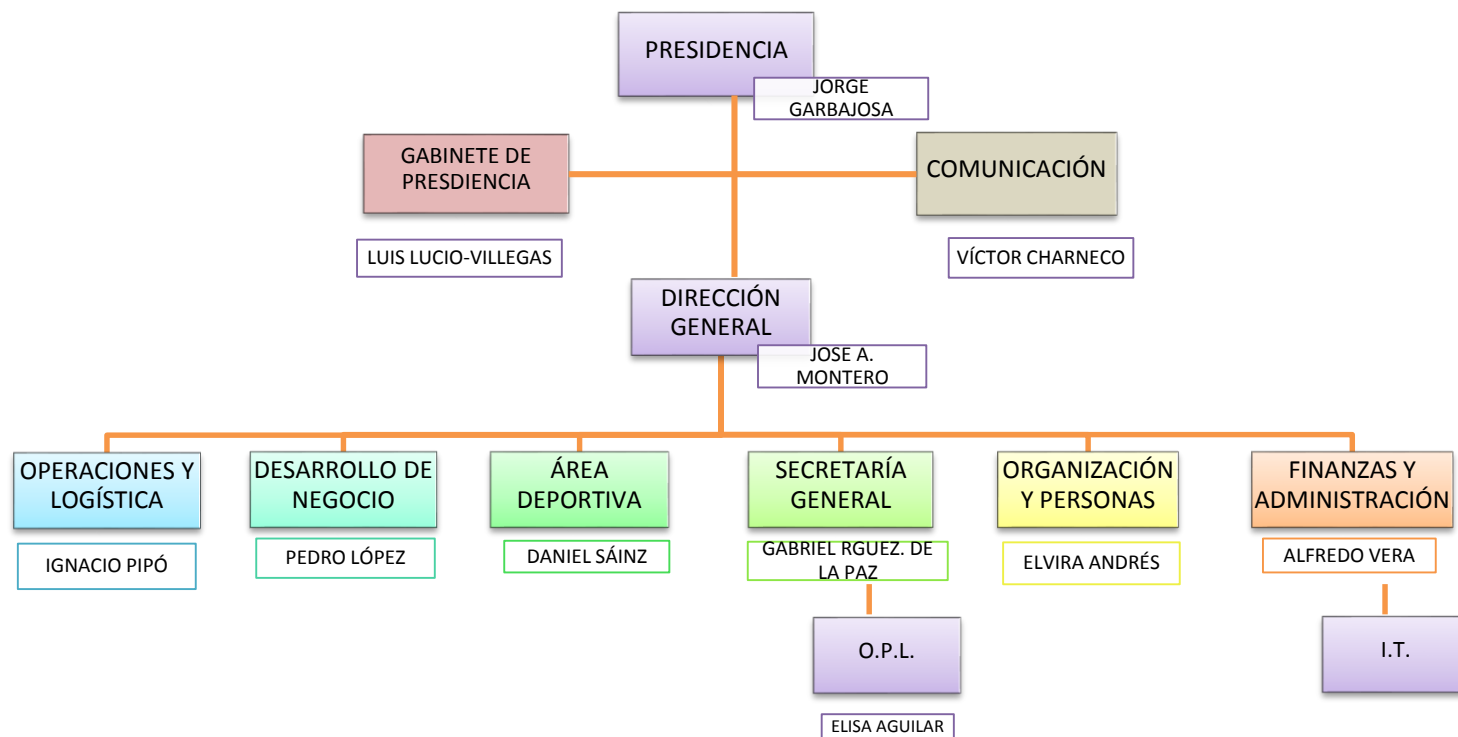 PRESIDENCIA
JORGE
GARBAJOSA
GABINETE DE
PRESDIENCIA
COMUNICACIÓN
LUIS LUCIO-VILLEGAS
VÍCTOR CHARNECO
DIRECCIÓN
GENERAL
JOSE A.
MONTERO
OPERACIONES Y
LOGÍSTICA
DESARROLLO DE
NEGOCIO
ÁREA
DEPORTIVA
SECRETARÍA
GENERAL
ORGANIZACIÓN
Y PERSONAS
FINANZAS Y
ADMINISTRACIÓN
IGNACIO PIPÓ
PEDRO LÓPEZ
DANIEL SÁINZ
GABRIEL RGUEZ. DE
LA PAZ
ELVIRA ANDRÉS
ALFREDO VERA
O.P.L.
I.T.
ELISA AGUILAR